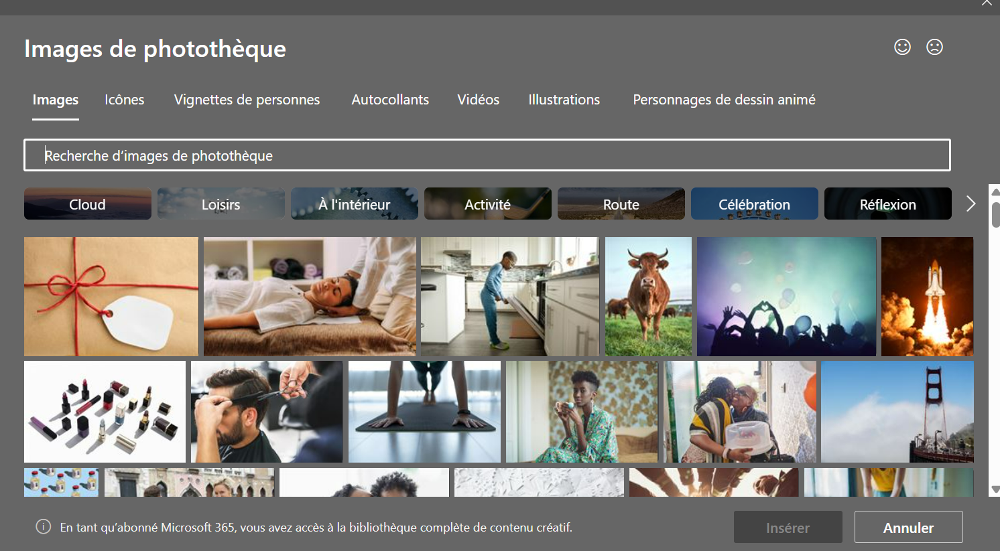 Images de photothèque
Images Icônes Vignettes de personnes Autocollants Vidéos Illustrations Personnages de dessin animé
Recherche d’images de photothèque
Cloud Loisirs À l'intérieur Activité Route Célébration Réflexion
En tant qu’abonné Microsoft 365, vous avez accès à la bibliothèque complète de contenu créatif.
Insérer Annuler